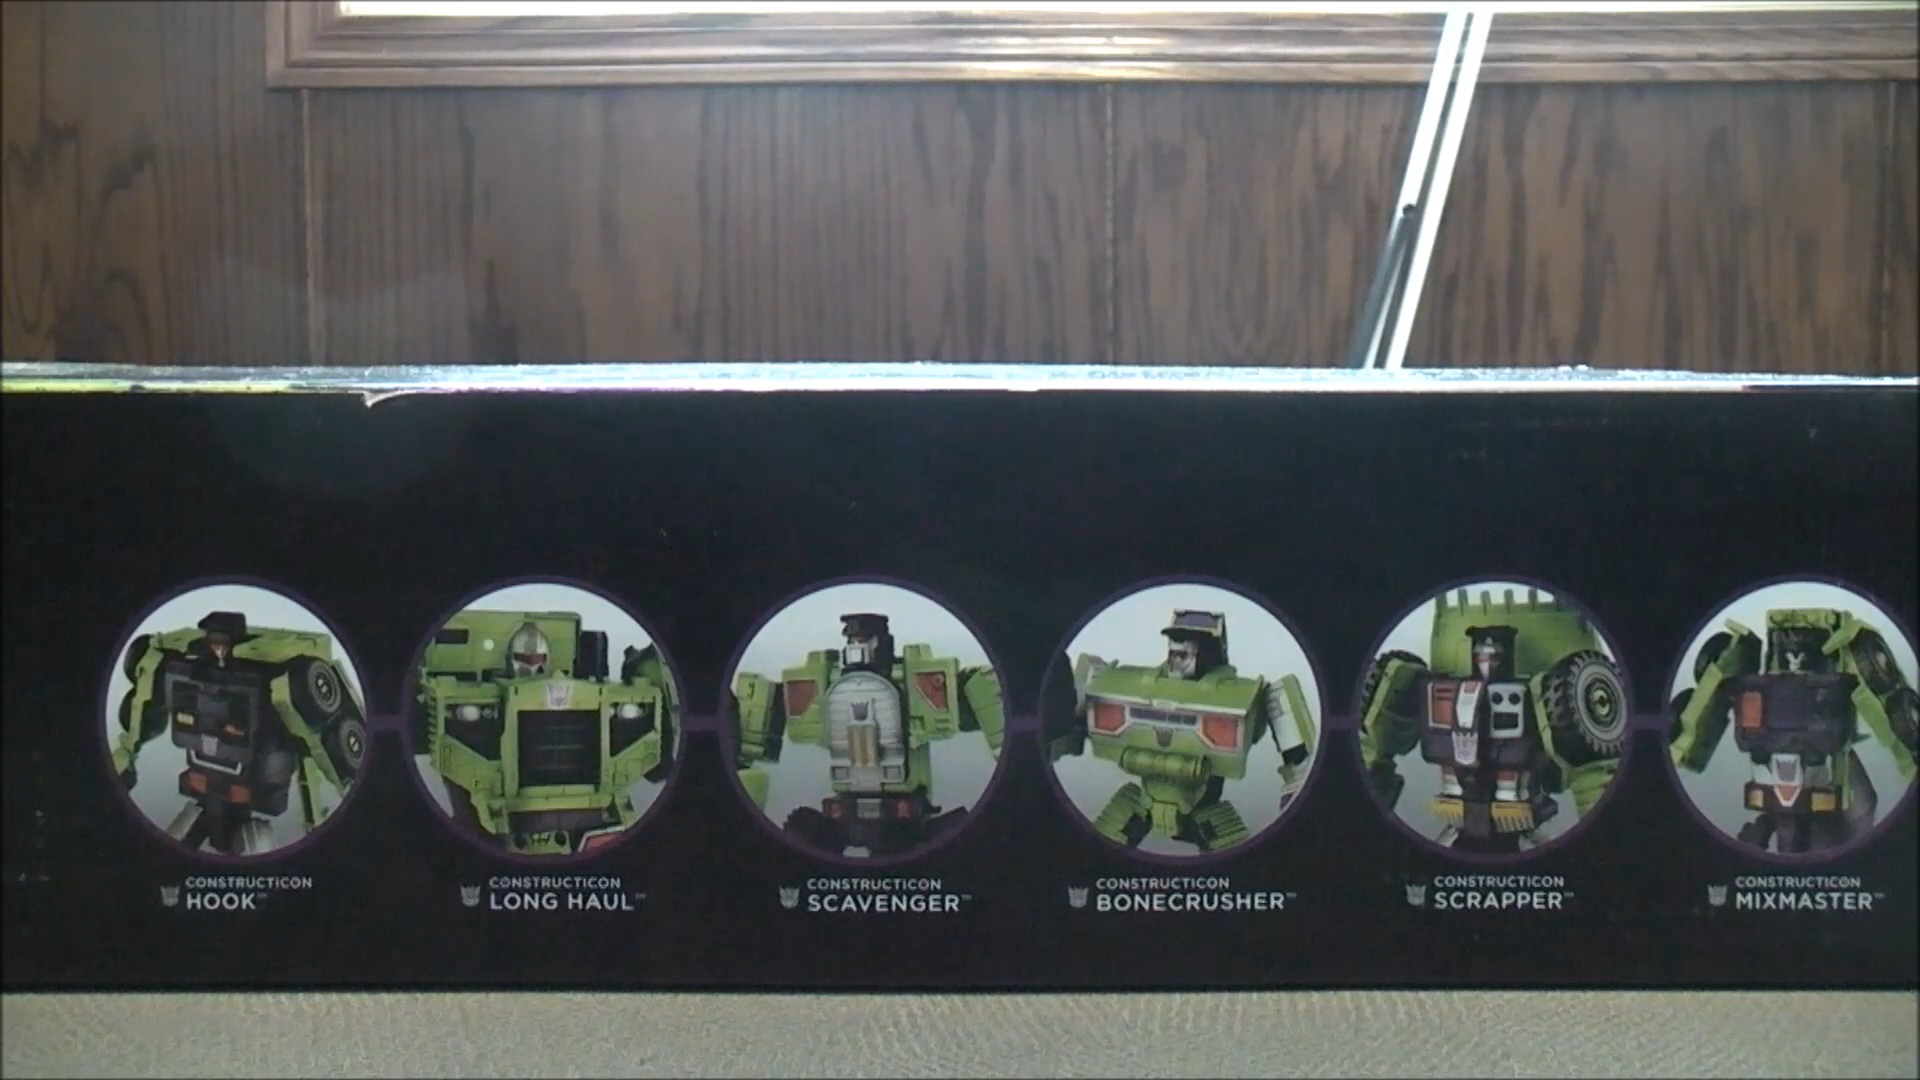 CONSTRUCTICON
HOOK™
CONSTRUCTICON
LONG HAUL™
CONSTRUCTICON
SCAVENGER™
CONSTRUCTICON
BONECRUSHER™
CONSTRUCTICON
SCRAPPER™
CONSTRUCTICON
MIXMASTER™